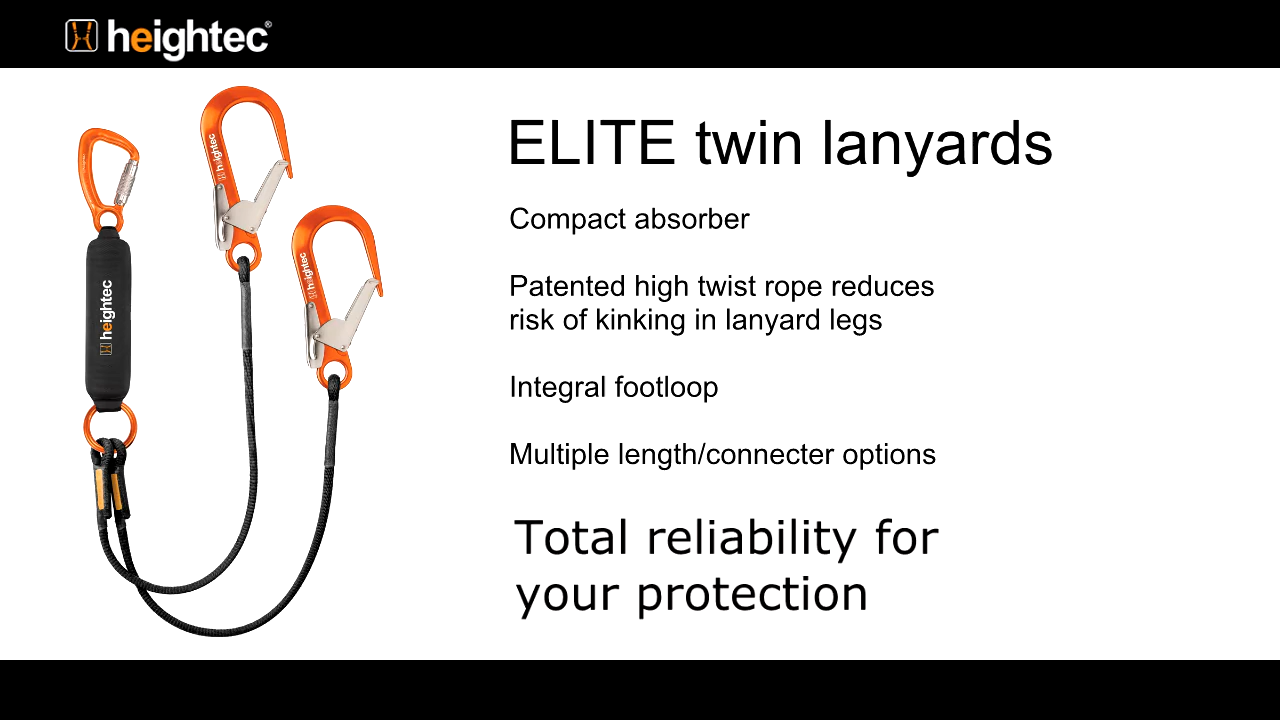 heightec®
ELITE twin lanyards
Compact absorber
Patented high twist rope reduces
risk of kinking in lanyard legs
Integral footloop
Multiple length/connecter options
Total reliability for
your protection
heightec
heightec
heightec